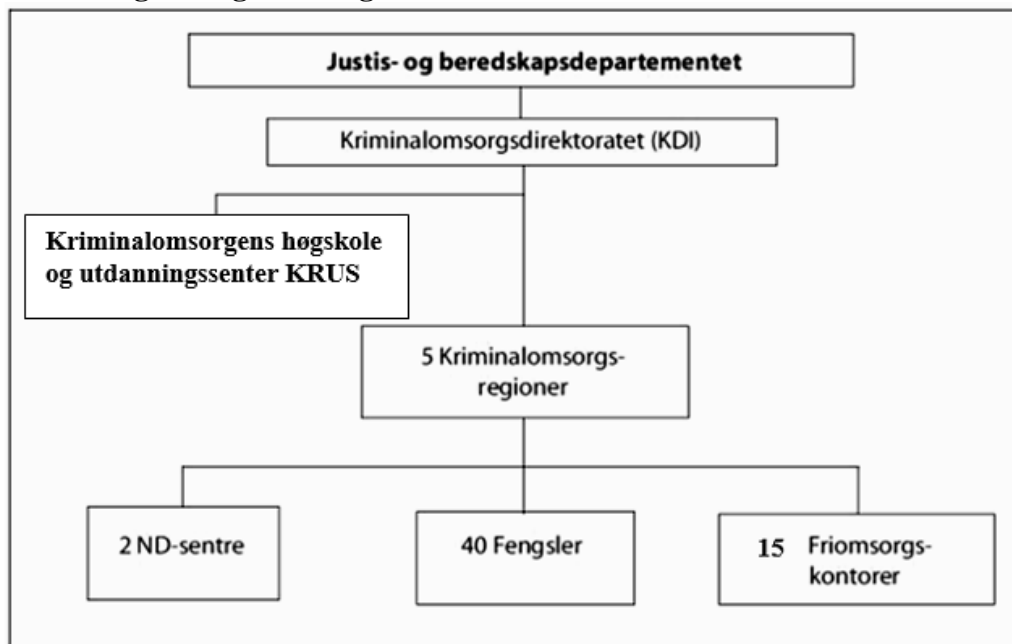 Justis- og beredskapsdepartementet
Kriminalomsorgsdirektoratet (KDI)
Kriminalomsorgens høgskole
og utdanningssenter KRUS
5 Kriminalomsorgs-
regioner
2 ND-sentre
40 Fengsler
15 Friomsorgs-
kontorer